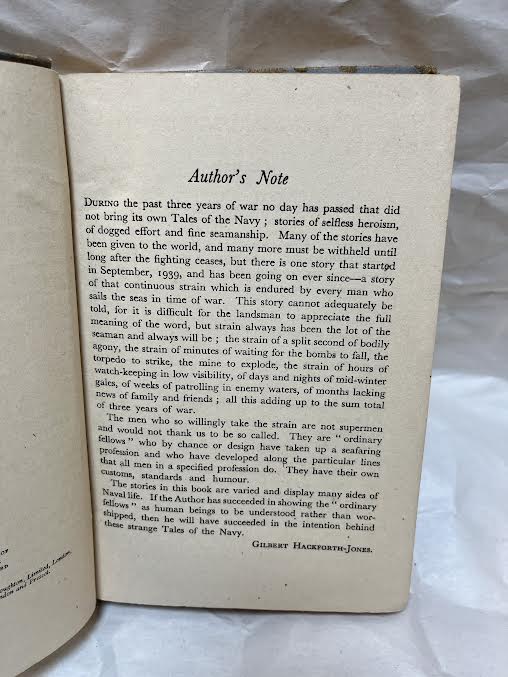 Author's Note
DURING the past three years of war no day has passed that did
not bring its own Tales of the Navy ; stories of selfless heroism,
of dogged effort and fine seamanship. Many of the stories have
been given to the world, and many more must be withheld until
long after the fighting ceases, but there is one story that started
in September, 1939, and has been going on ever since—a story
of that continuous strain which is endured by every man who
sails the seas in time of war. This story cannot adequately be
told, for it is difficult for the landsman to appreciate the full
meaning of the word, but strain always has been the lot of the
seaman and always will be ; the strain of a split second of bodily
agony, the strain of minutes of waiting for the bombs to fall, the
torpedo to strike, the mine to explode, the strain of hours of
watch-keeping in low visibility, of days and nights of mid-winter
gales, of weeks of patrolling in enemy waters, of months lacking
news of family and friends ; all this adding up to the sum total
of three years of war.
The men who so willingly take the strain are not supermen
and would not thank us to be so called. They are " ordinary
fellows " who by chance or design have taken up a seafaring
profession and who have developed along the particular lines
that all men in a specified profession do. They have their own
customs, standards and humour.
The stories in this book are varied and display many sides of
Naval life. If the Author has succeeded in showing the " ordinary
fellows " as human beings to be understood rather than wor-
shipped, then he will have succeeded in the intention behind
these strange Tales of the Navy.
GILBERT HACKFORTH-JONES.
Limited, London,